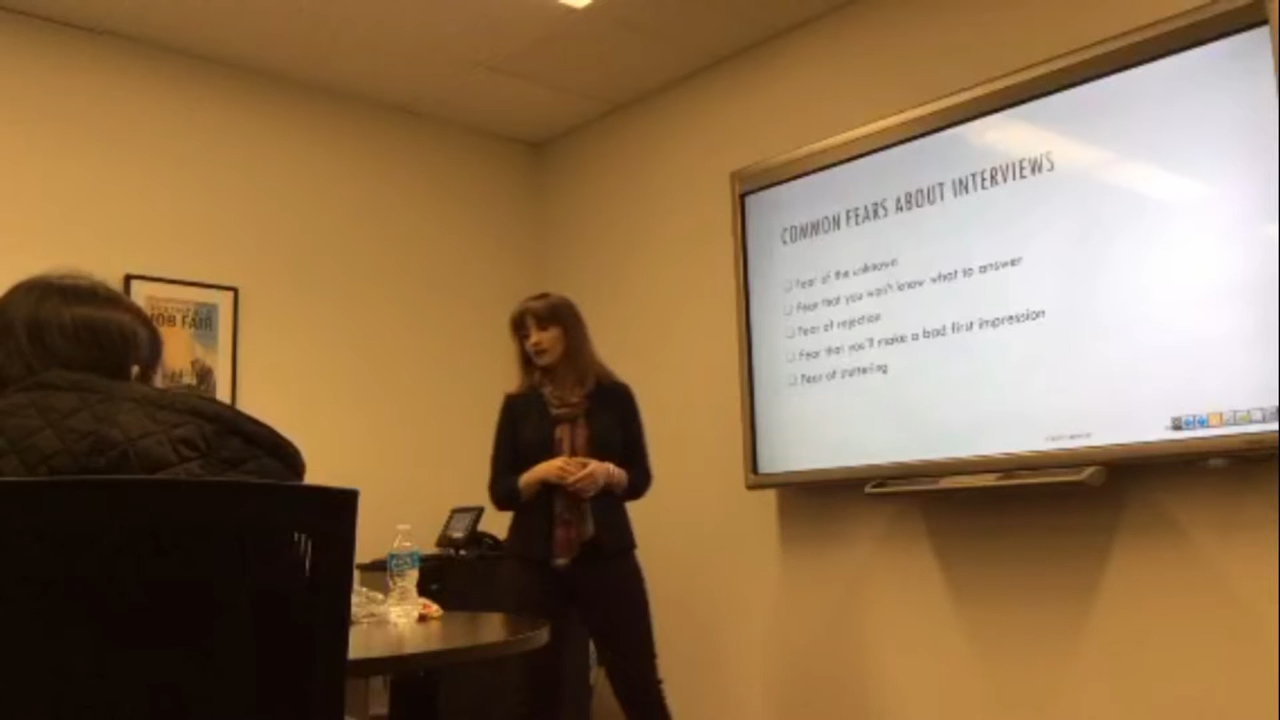 JOB FAIR
COMMON FEARS ABOUT INTERVIEWS
Fear of the unknown
Fear that you wosh know what to answer
Fear of rejection
Fear that you'll make a bad first impression
Fear of stuttering